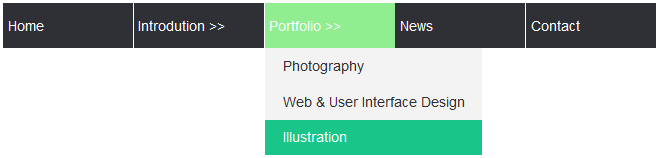 Home Introdution >> Portfolio >> News Contact
Photography
Web & User Interface Design
Illustration